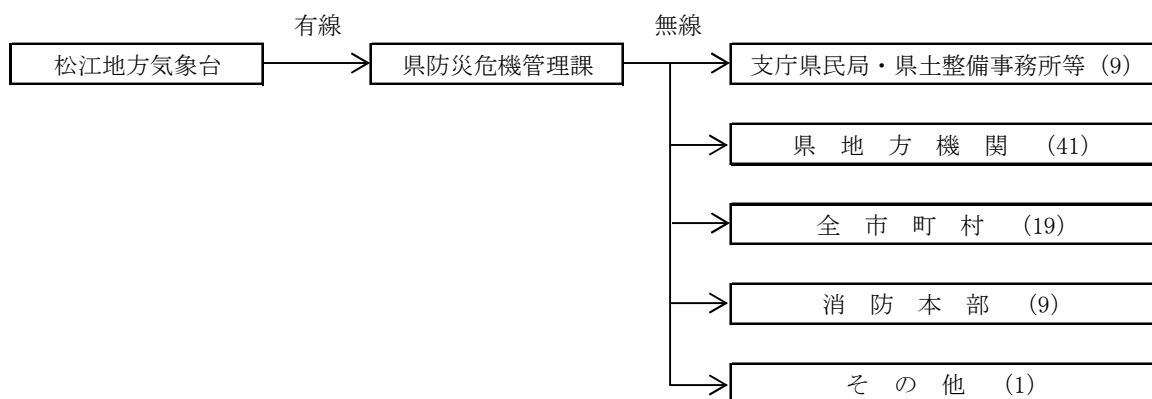 有線
無線
松江地方気象台
県防災危機管理課
支庁県民局・県土整備事務所等 (9)
県 地 方 機 関 (41)
全 市 町 村 (19)
消 防 本 部 (9)
そ の 他 (1)